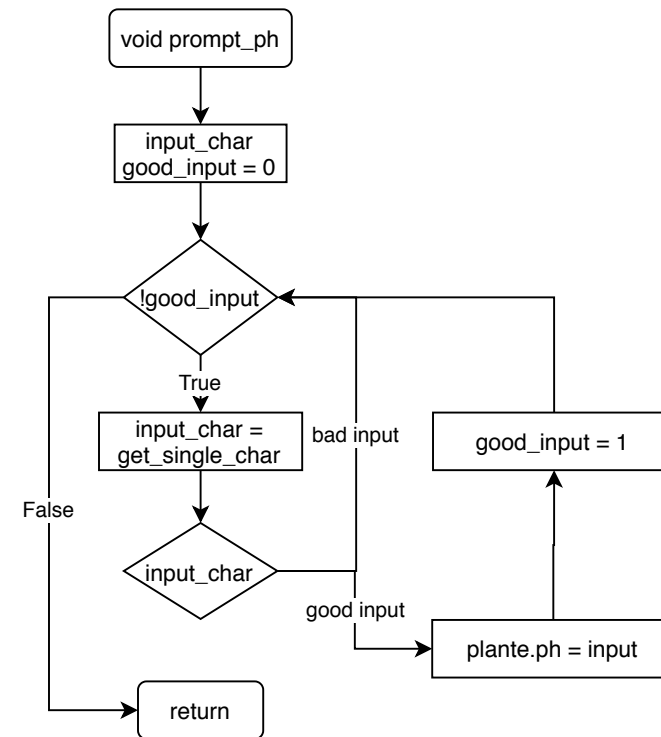 void prompt_ph
input_char
good_input = 0
!good_input
True
input_char =
get_single_char
bad input
good_input = 1
False
input_char
good input
plante.ph = input
return